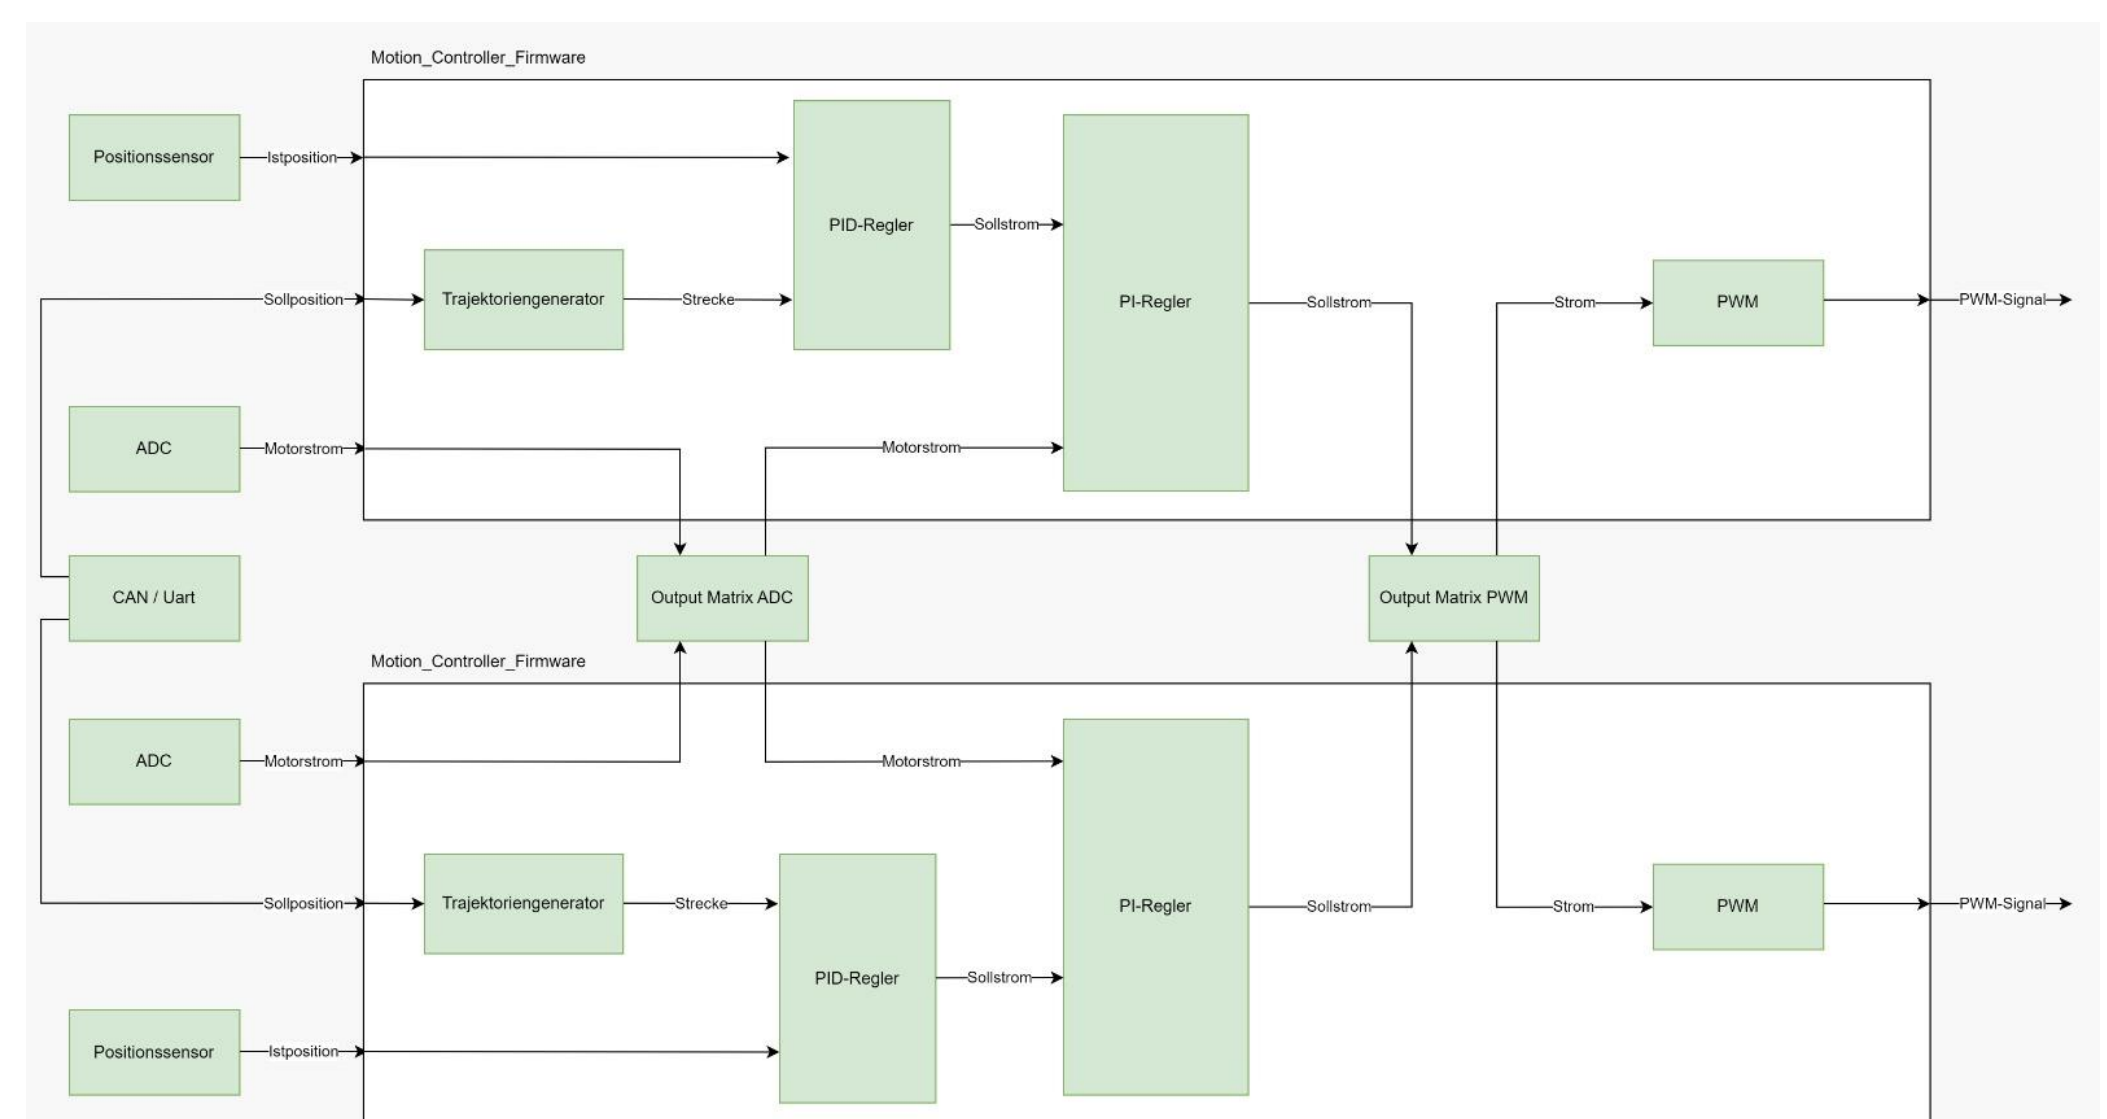 Motion_Controller_Firmware
Positionssensor
Istposition
PID-Regler
Sollstrom
PI-Regler
Sollposition
Trajektoriengenerator
Strecke
Sollstrom
Strom
PWM
PWM-Signal
ADC
Motorstrom
Motorstrom
CAN / Uart
Output Matrix ADC
Output Matrix PWM
Motion_Controller_Firmware
ADC
Motorstrom
Motorstrom
PI-Regler
Sollposition
Trajektoriengenerator
Strecke
Sollstrom
Strom
PWM
PWM-Signal
PID-Regler
Sollstrom
Positionssensor
Istposition